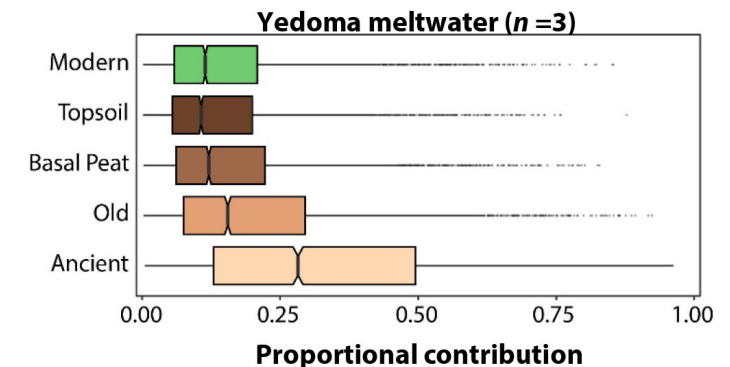 Yedoma meltwater (n =3)
Modern
Topsoil
Basal Peat
Old
Ancient
0.00 0.25 0.50 0.75 1.00
Proportional contribution